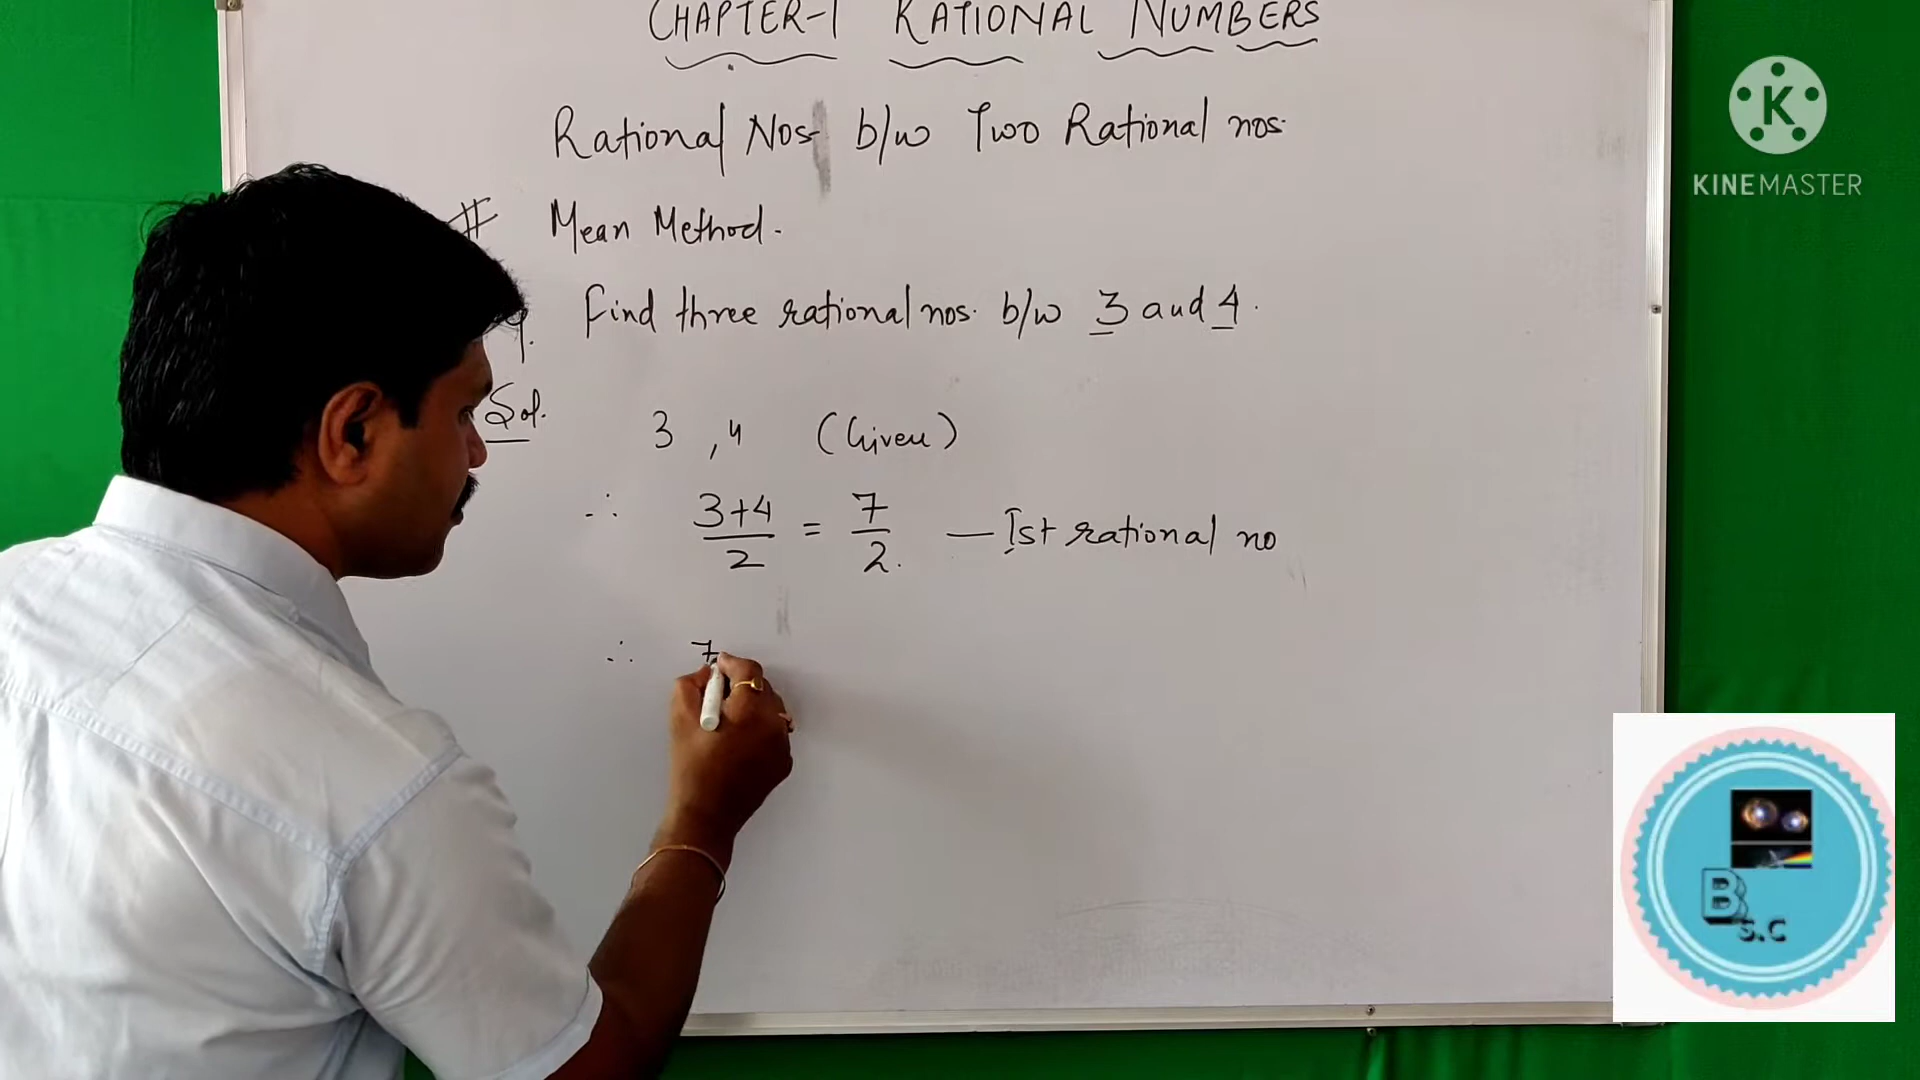 CHAPTER-1 RATIONAL NUMBERS
Rational Nos b/w Two Rational nos.
# Mean Method.
Find three rational nos. b/w 3 and 4.
Sol. 3 , 4 (Given)
∴ 3+4/2 = 7/2. — Ist rational no
∴ 7
KINEMASTER
K
B s.c